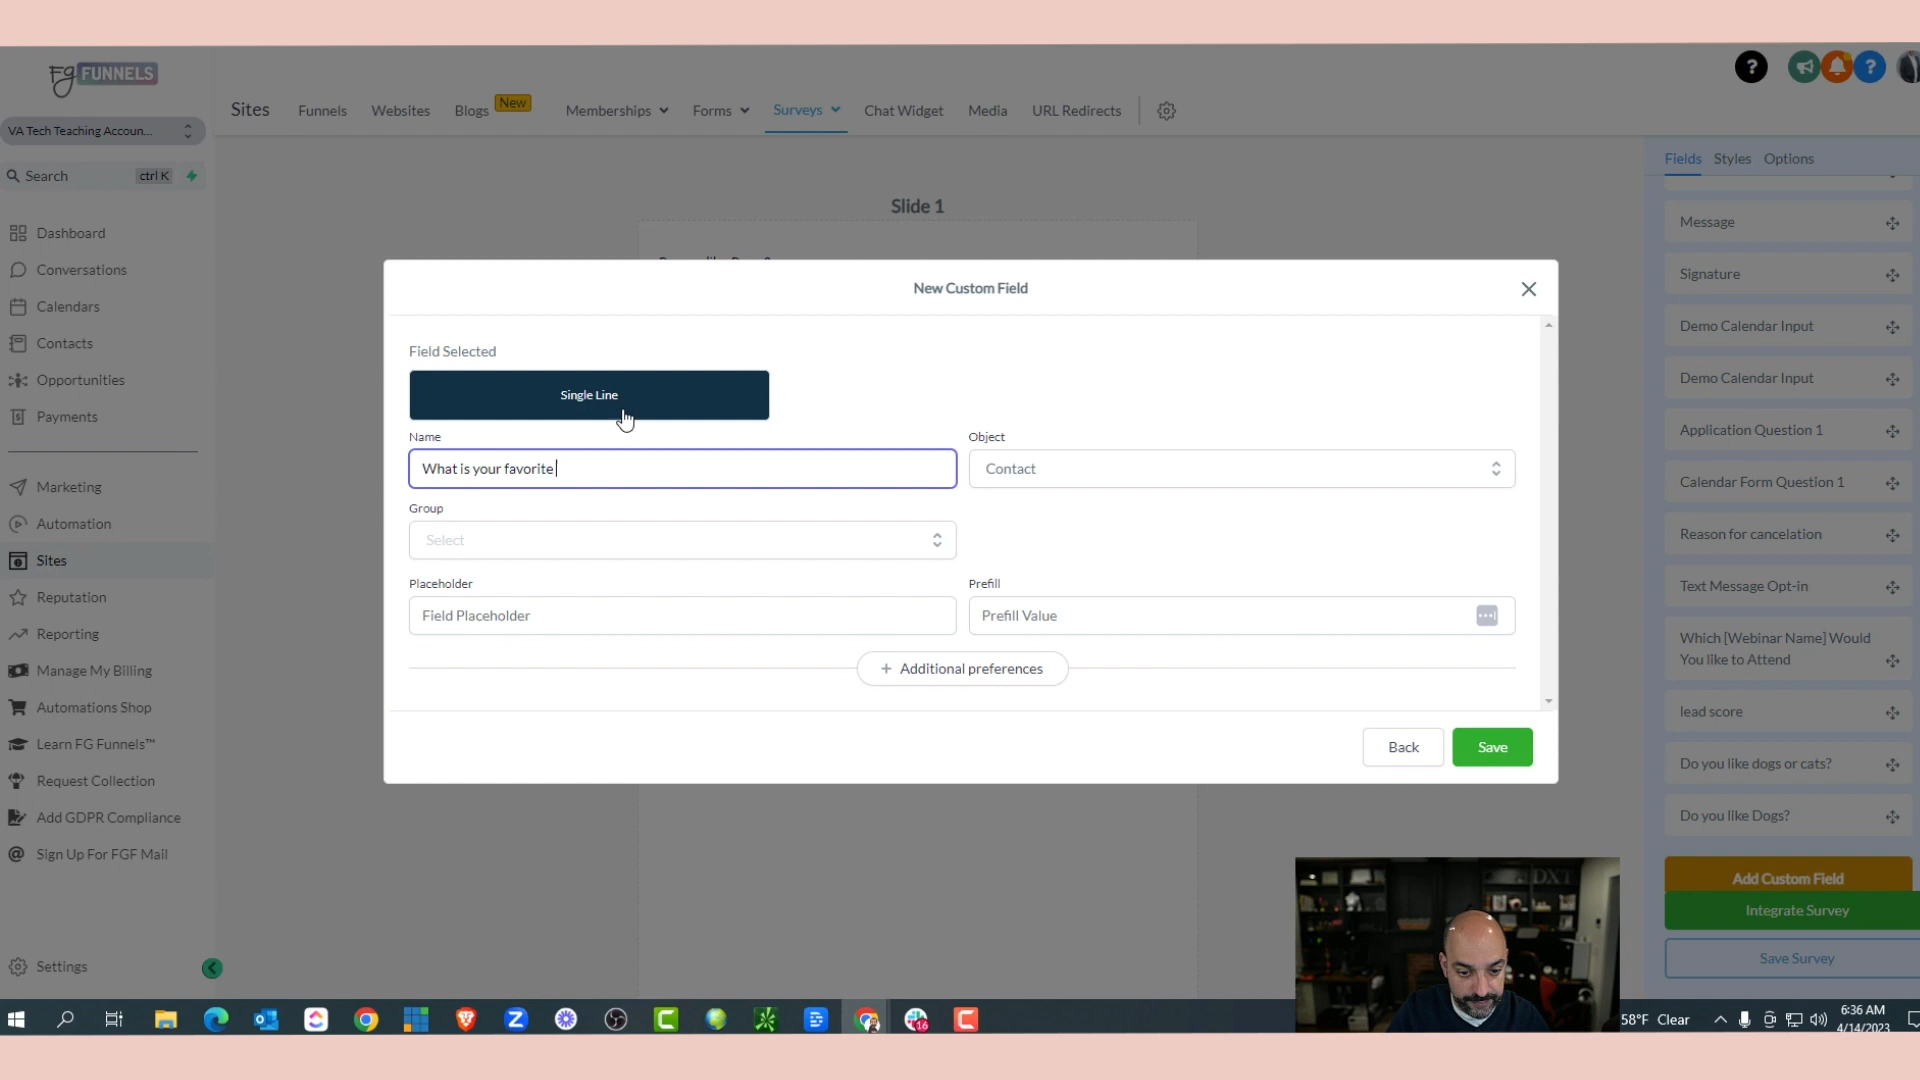 Fg FUNNELS
VA Tech Teaching Accoun...
Search
ctrl K
Dashboard
Conversations
Calendars
Contacts
Opportunities
Payments
Marketing
Automation
Sites
Reputation
Reporting
Manage My Billing
Automations Shop
Learn FG Funnels™
Request Collection
Add GDPR Compliance
Sign Up For FGF Mail
Settings
Sites
Funnels
Websites
Blogs
New
Memberships
Forms
Surveys
Chat Widget
Media
URL Redirects
Slide 1
New Custom Field
Field Selected
Single Line
Name
What is your favorite
Object
Contact
Group
Select
Placeholder
Field Placeholder
Prefill
Prefill Value
+ Additional preferences
Back
Save
Fields
Styles
Options
Message
Signature
Demo Calendar Input
Demo Calendar Input
Application Question 1
Calendar Form Question 1
Reason for cancelation
Text Message Opt-in
Which [Webinar Name] Would
You like to Attend
lead score
Do you like dogs or cats?
Do you like Dogs?
Add Custom Field
Integrate Survey
Save Survey
DXT
16
58°F Clear
6:36 AM
4/14/2023